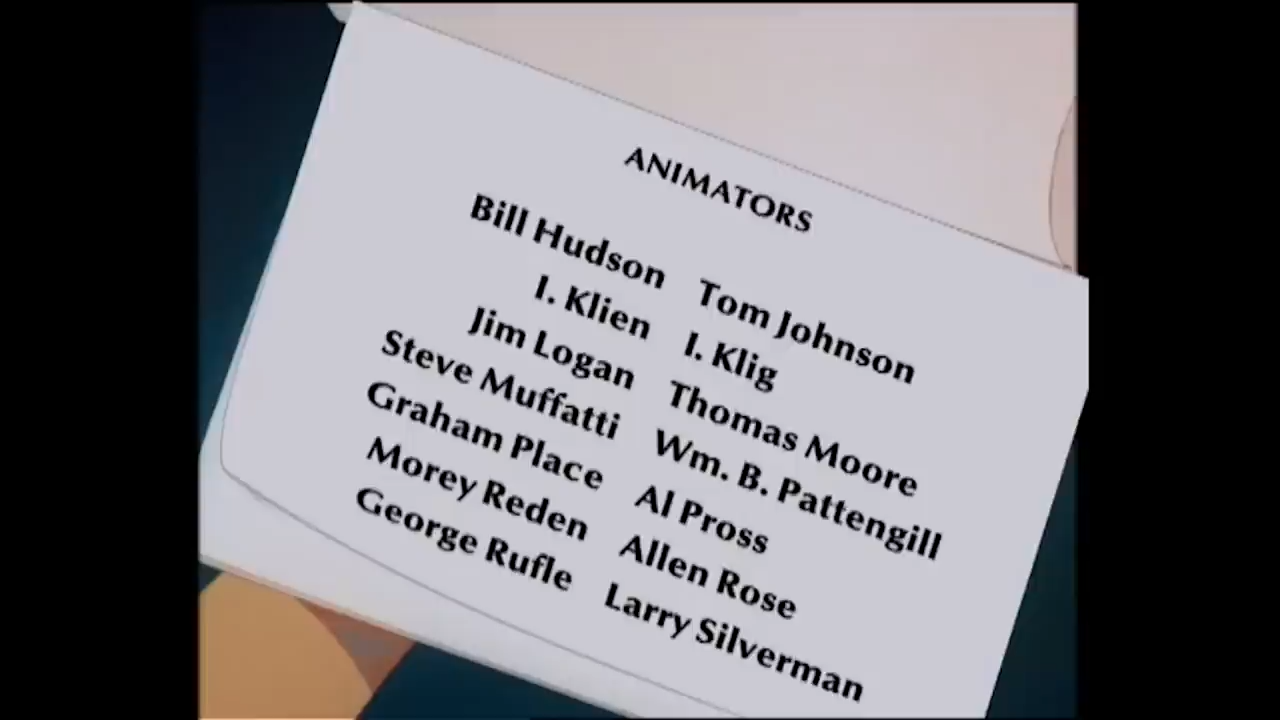 ANIMATORS
Bill Hudson Tom Johnson
I. Klien I. Klig
Jim Logan Thomas Moore
Steve Muffatti Wm. B. Pattengill
Graham Place Al Pross
Morey Reden Allen Rose
George Rufle Larry Silverman